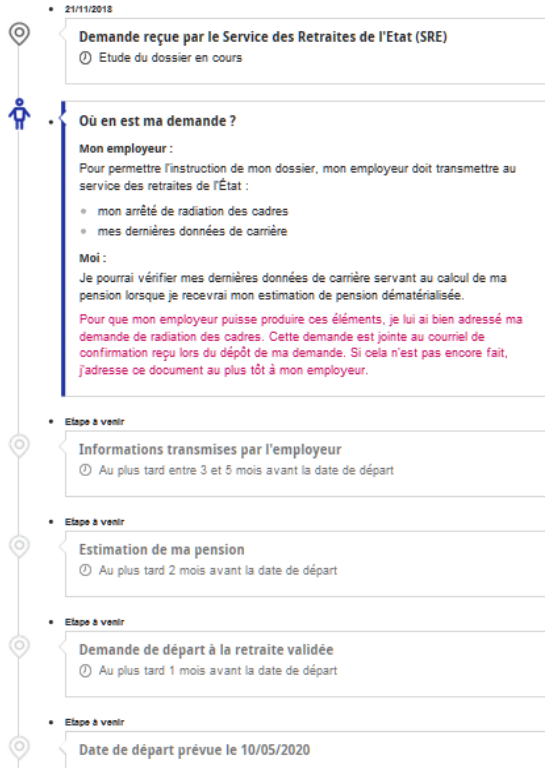 21/11/2018
Demande reçue par le Service des Retraites de l'Etat (SRE)
Etude du dossier en cours
Où en est ma demande ?
Mon employeur :
Pour permettre l'instruction de mon dossier, mon employeur doit transmettre au
service des retraites de l'État :
mon arrêté de radiation des cadres
mes dernières données de carrière
Moi :
Je pourrai vérifier mes dernières données de carrière servant au calcul de ma
pension lorsque je recevrai mon estimation de pension dématérialisée.
Pour que mon employeur puisse produire ces éléments, je lui ai bien adressé ma
demande de radiation des cadres. Cette demande est jointe au courriel de
confirmation reçu lors du dépôt de ma demande. Si cela n'est pas encore fait,
j'adresse ce document au plus tôt à mon employeur.
Etape à venir
Informations transmises par l'employeur
Au plus tard entre 3 et 5 mois avant la date de départ
Etape à venir
Estimation de ma pension
Au plus tard 2 mois avant la date de départ
Etape à venir
Demande de départ à la retraite validée
Au plus tard 1 mois avant la date de départ
Etape à venir
Date de départ prévue le 10/05/2020